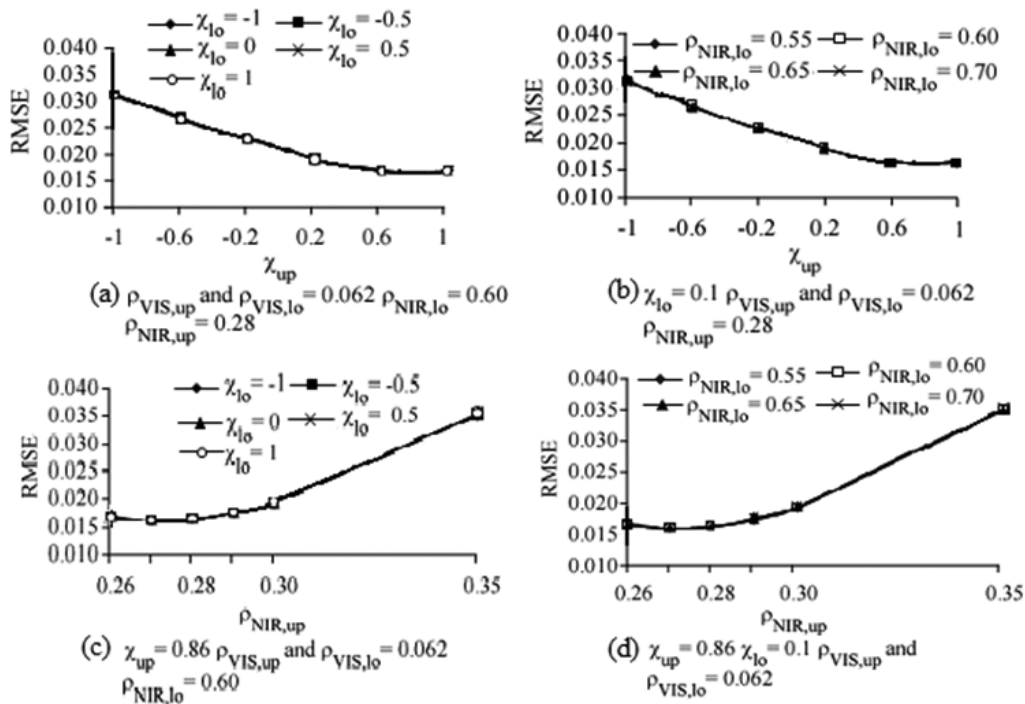 χlo = -1 χlo = -0.5
χlo = 0 χlo = 0.5
χlo = 1
0.040
0.035
0.030
0.025
0.020
0.015
0.010
RMSE
-1 -0.6 -0.2 0.2 0.6 1
χup
(a) ρVIS,up and ρVIS,lo = 0.062 ρNIR,lo = 0.60
ρNIR,up = 0.28
ρNIR,lo = 0.55 ρNIR,lo = 0.60
ρNIR,lo = 0.65 ρNIR,lo = 0.70
0.040
0.035
0.030
0.025
0.020
0.015
0.010
RMSE
-1 -0.6 -0.2 0.2 0.6 1
χup
(b) χlo = 0.1 ρVIS,up and ρVIS,lo = 0.062
ρNIR,up = 0.28
χlo = -1 χlo = -0.5
χlo = 0 χlo = 0.5
χlo = 1
0.040
0.035
0.030
0.025
0.020
0.015
0.010
RMSE
0.26 0.28 0.30 0.35
ρNIR,up
(c) χup = 0.86 ρVIS,up and ρVIS,lo = 0.062
ρNIR,lo = 0.60
ρNIR,lo = 0.55 ρNIR,lo = 0.60
ρNIR,lo = 0.65 ρNIR,lo = 0.70
0.040
0.035
0.030
0.025
0.020
0.015
0.010
RMSE
0.26 0.28 0.30 0.35
ρNIR,up
(d) χup = 0.86 χlo = 0.1 ρVIS,up and
ρVIS,lo = 0.062